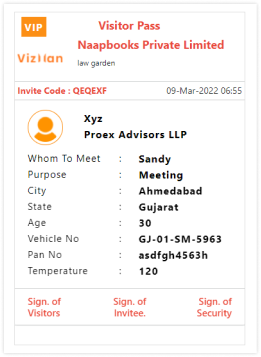 VIP
Visitor Pass
Naapbooks Private Limited
law garden
Invite Code : QEQEXF 09-Mar-2022 06:55
Xyz
Proex Advisors LLP
Whom To Meet : Sandy
Purpose : Meeting
City : Ahmedabad
State : Gujarat
Age : 30
Vehicle No : GJ-01-SM-5963
Pan No : asdfgh4563h
Temperature : 120
Sign. of Visitors
Sign. of Invitee.
Sign. of Security